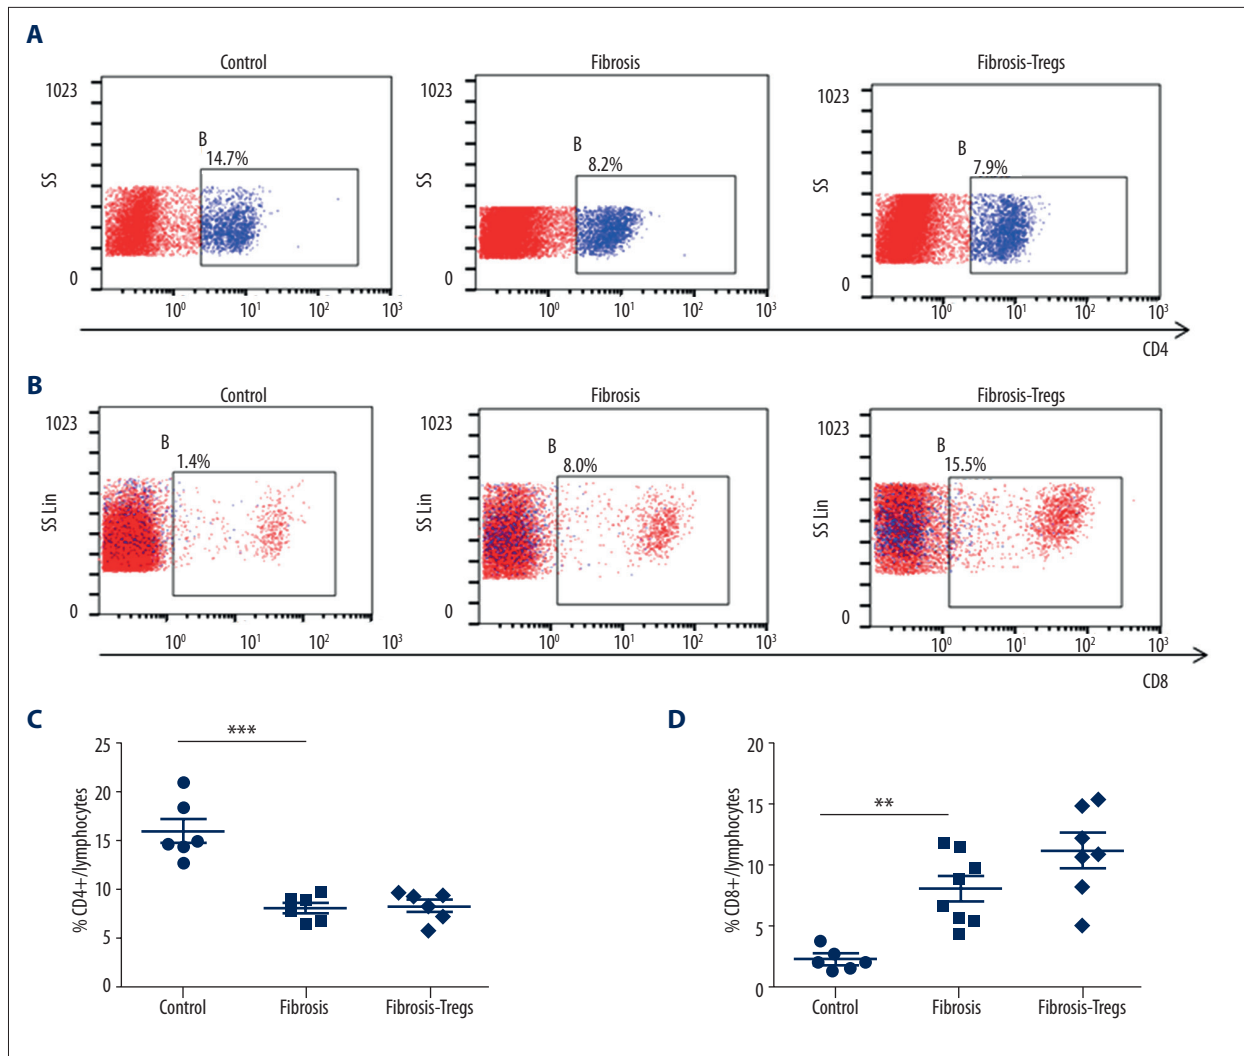 A
Control
Fibrosis
Fibrosis-Tregs
1023
SS
0
B
14.7%
10⁰ 10¹ 10² 10³
1023
SS
0
B
8.2%
10⁰ 10¹ 10² 10³
1023
SS
0
B
7.9%
10⁰ 10¹ 10² 10³
CD4
B
Control
Fibrosis
Fibrosis-Tregs
1023
SS Lin
0
B
1.4%
10⁰ 10¹ 10² 10³
1023
SS Lin
0
B
8.0%
10⁰ 10¹ 10² 10³
1023
SS Lin
0
B
15.5%
10⁰ 10¹ 10² 10³
CD8
C
% CD4+/lymphocytes
25
20
15
10
5
0
***
Control
Fibrosis
Fibrosis-Tregs
D
% CD8+/lymphocytes
20
15
10
5
0
**
Control
Fibrosis
Fibrosis-Tregs